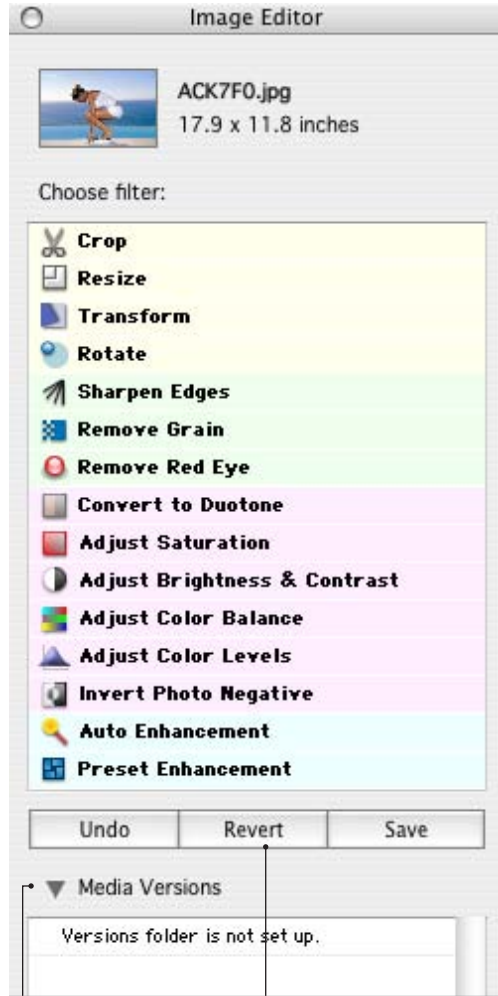 Image Editor
ACK7F0.jpg
17.9 x 11.8 inches
Choose filter:
Crop
Resize
Transform
Rotate
Sharpen Edges
Remove Grain
Remove Red Eye
Convert to Duotone
Adjust Saturation
Adjust Brightness & Contrast
Adjust Color Balance
Adjust Color Levels
Invert Photo Negative
Auto Enhancement
Preset Enhancement
Undo Revert Save
Media Versions
Versions folder is not set up.